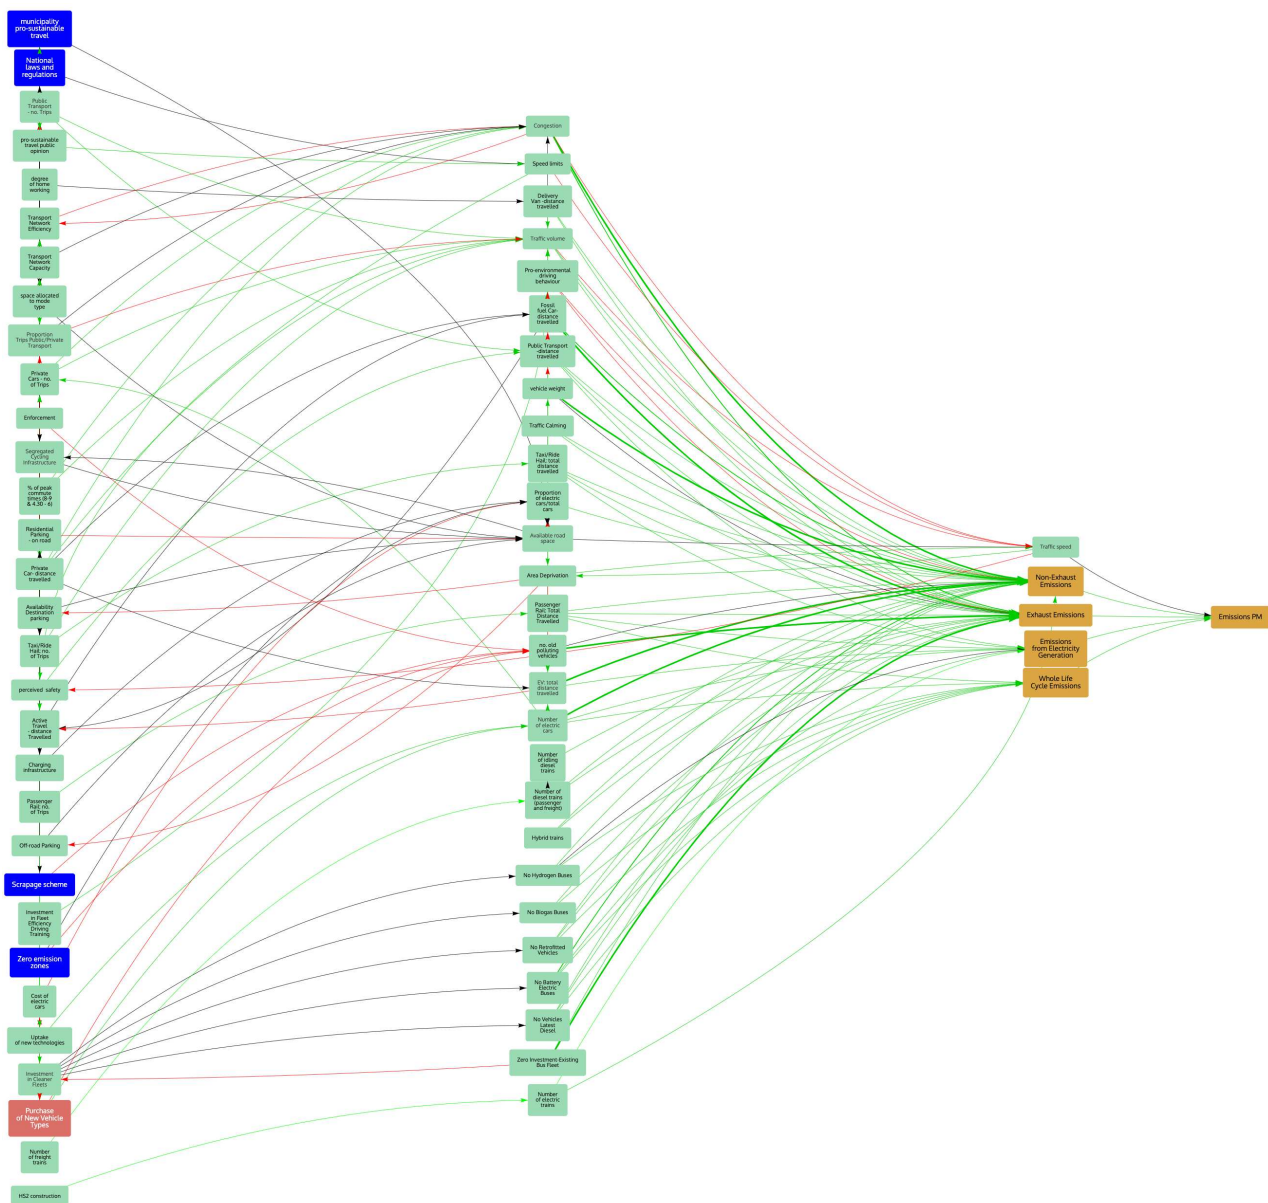 municipality
pro-sustainable
travel
National
laws and
regulations
Public
Transport
- no. Trips
pro-sustainable
travel public
opinion
degree
of home
working
Transport
Network
Efficiency
Transport
Network
Capacity
space allocated
to mode
type
Proportion
Trips Public/Private
Transport
Private
Cars - no.
of Trips
Enforcement
Segregated
Cycling
Infrastructure
% of peak
commute
times (8-9
& 4.30 - 6)
Residential
Parking
- on road
Private
Car- distance
travelled
Availability
Destination
parking
Taxi/Ride
Hail: no.
of Trips
perceived safety
Active
Travel
- distance
Travelled
Charging
infrastructure
Passenger
Rail: no.
of Trips
Off-road Parking
Scrapage scheme
Investment
in Fleet
Efficiency
Driving
Training
Zero emission
zones
Cost of
electric
cars
Uptake
of new technologies
Investment
in Cleaner
Fleets
Purchase
of New Vehicle
Types
Number
of freight
trains
HS2 construction
Congestion
Speed limits
Delivery
Van -distance
travelled
Traffic volume
Pro-environmental
driving
behaviour
Fossil
fuel Car-
distance
travelled
Public Transport
-distance
travelled
vehicle weight
Traffic Calming
Taxi/Ride
Hail: total
distance
travelled
Proportion
of electric
cars/total
cars
Available road
space
Area Deprivation
Passenger
Rail: Total
Distance
Travelled
no. old
polluting
vehicles
EV: total
distance
travelled
Number
of electric
cars
Number
of idling
diesel
trains
Number of
diesel trains
(passenger
and freight)
Hybrid trains
No Hydrogen Buses
No Biogas Buses
No Retrofitted
Vehicles
No Battery
Electric
Buses
No Vehicles
Latest
Diesel
Zero Investment-Existing
Bux Fleet
Number
of electric
trains
Traffic speed
Non-Exhaust
Emissions
Exhaust Emissions
Emissions
from Electricity
Generation
Whole Life
Cycle Emissions
Emissions PM